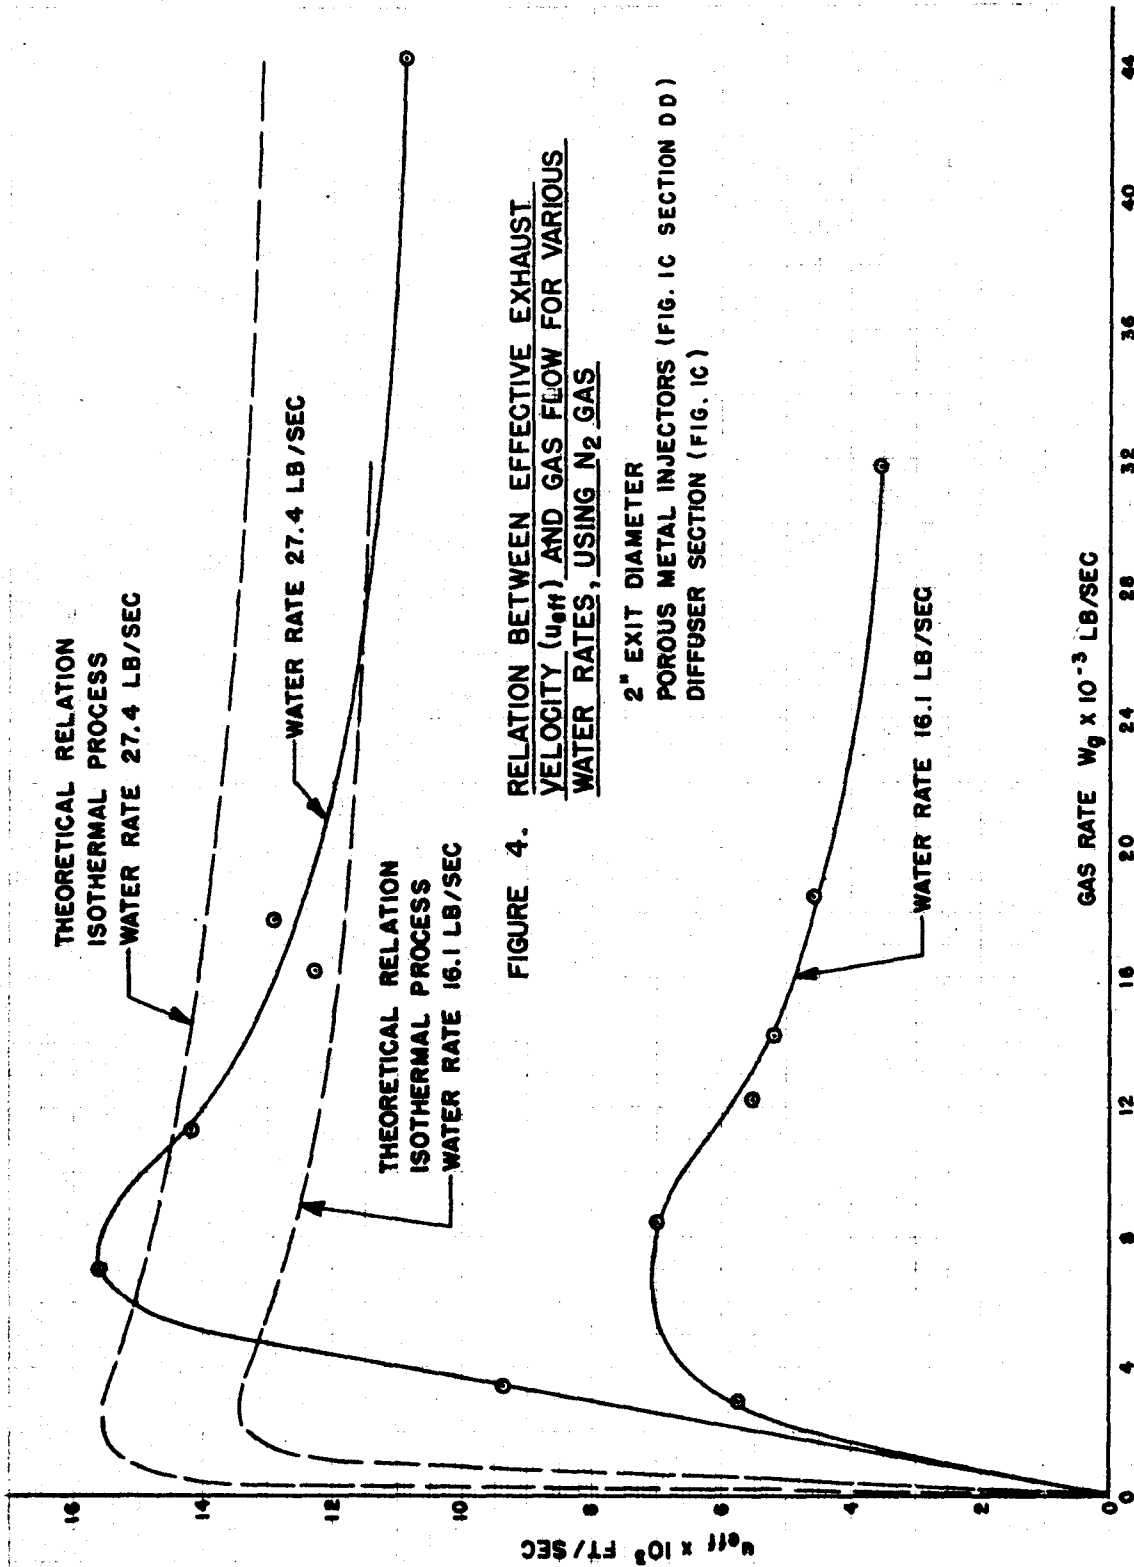 THEORETICAL RELATION
ISOTHERMAL PROCESS
WATER RATE 27.4 LB/SEC
WATER RATE 27.4 LB/SEC
THEORETICAL RELATION
ISOTHERMAL PROCESS
WATER RATE 16.1 LB/SEC
FIGURE 4. RELATION BETWEEN EFFECTIVE EXHAUST
VELOCITY (ueff) AND GAS FLOW FOR VARIOUS
WATER RATES, USING N2 GAS
2" EXIT DIAMETER
POROUS METAL INJECTORS (FIG. 1C SECTION DD)
DIFFUSER SECTION (FIG. 1C)
WATER RATE 16.1 LB/SEC
ueff x 10³ FT/SEC
16
14
12
10
8
6
4
2
0
0 4 8 12 16 20 24 28 32 36 40 44
GAS RATE Wg x 10⁻³ LB/SEC